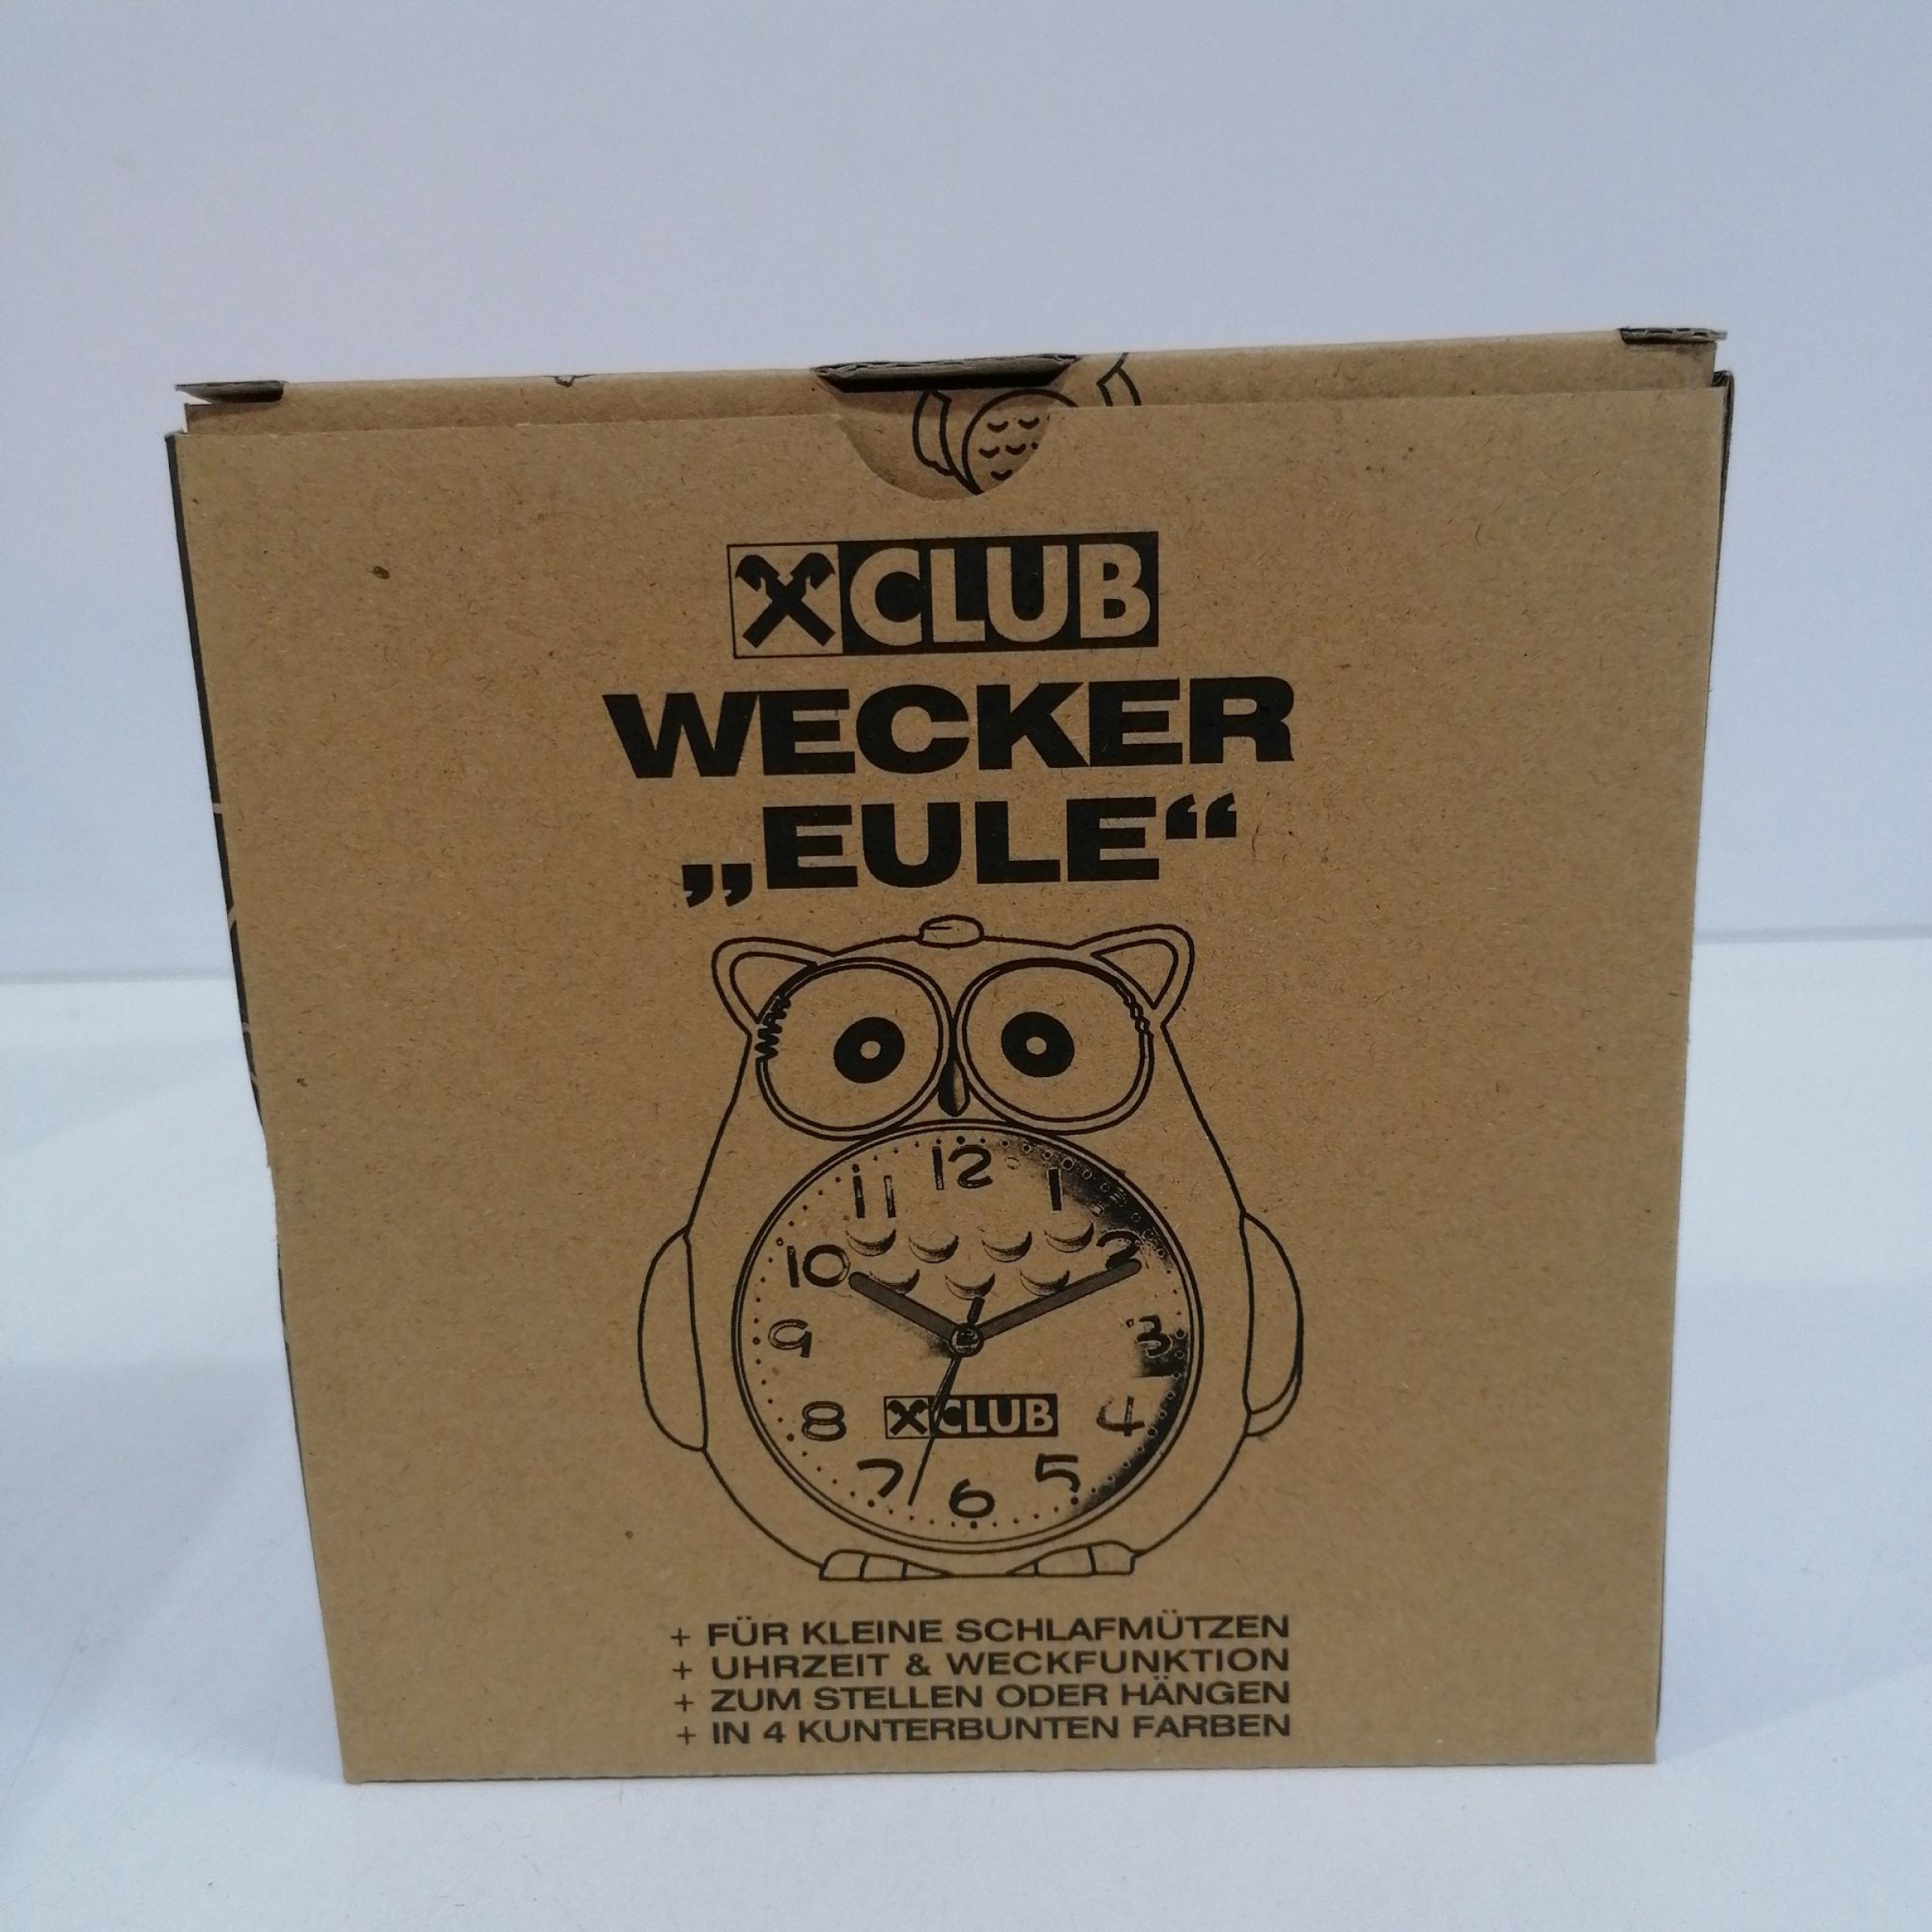 CLUB
WECKER
„EULE“
12
11 1
10 2
9 3
8 CLUB 4
7 5
6
+ FÜR KLEINE SCHLAFMÜTZEN
+ UHRZEIT & WECKFUNKTION
+ ZUM STELLEN ODER HÄNGEN
+ IN 4 KUNTERBUNTEN FARBEN